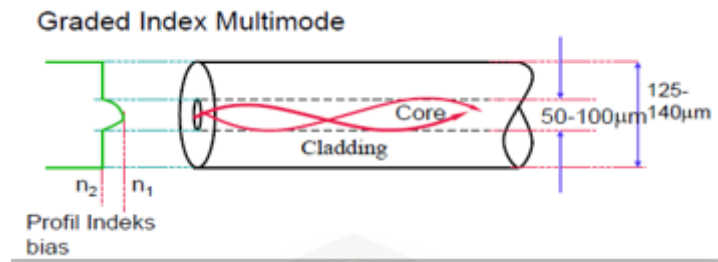 Graded Index Multimode
Core
Cladding
50-100μm
125-
140μm
n₂ n₁
Profil Indeks
bias